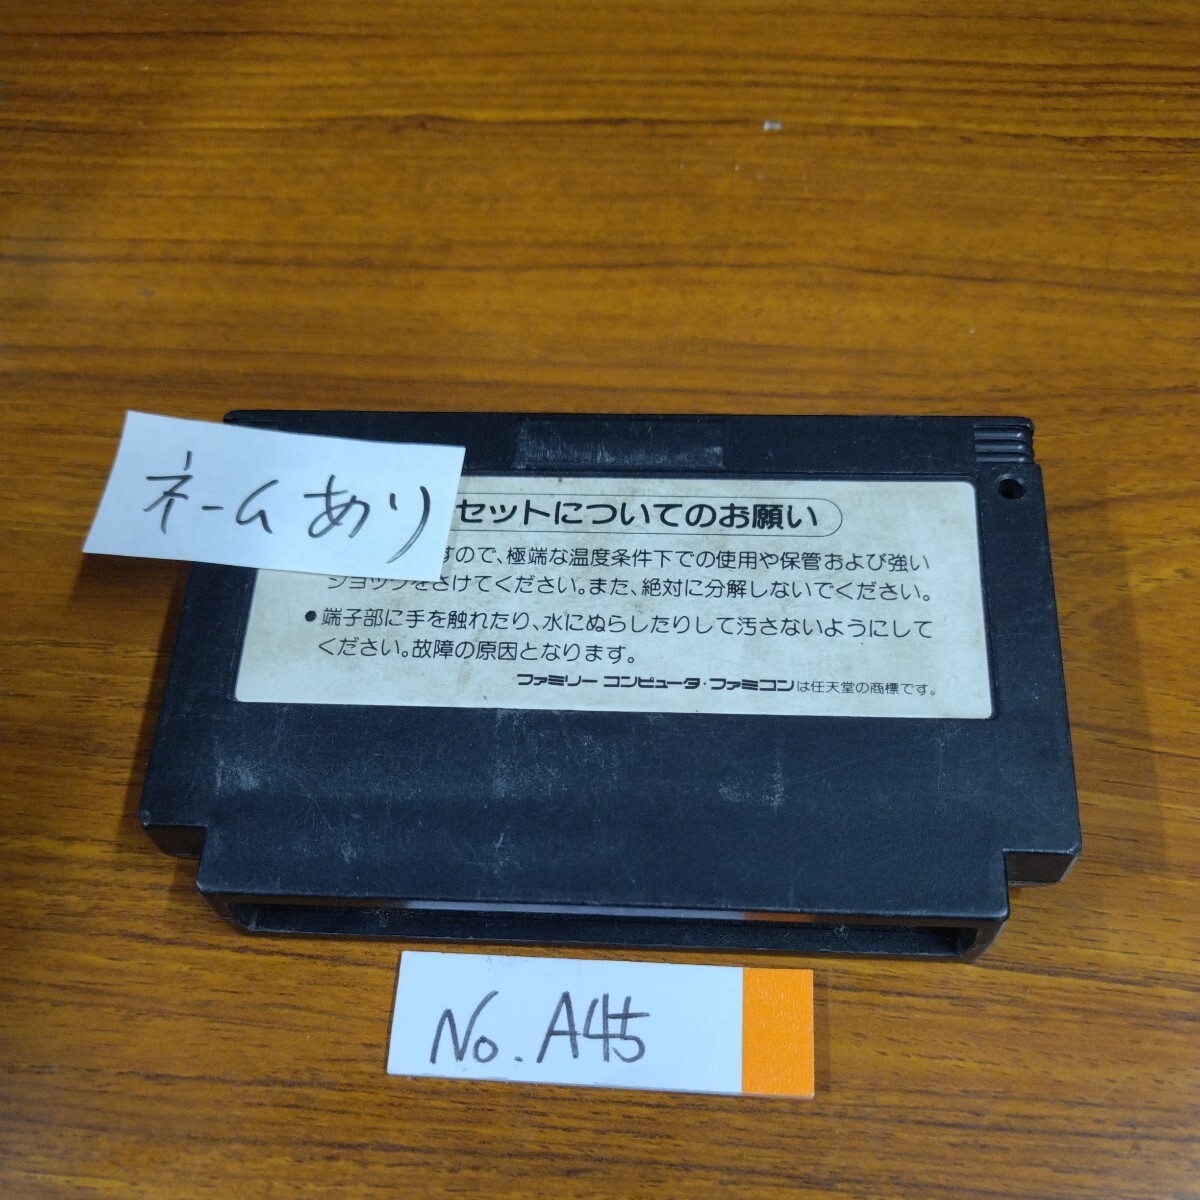 ネームあり
セットについてのお願い
すので、極端な温度条件下での使用や保管および強い
ショックをさけてください。また、絶対に分解しないでください。
●端子部に手を触れたり、水にぬらしたりして汚さないようにして
ください。故障の原因となります。
ファミリーコンピュータ・ファミコンは任天堂の商標です。
No. A45